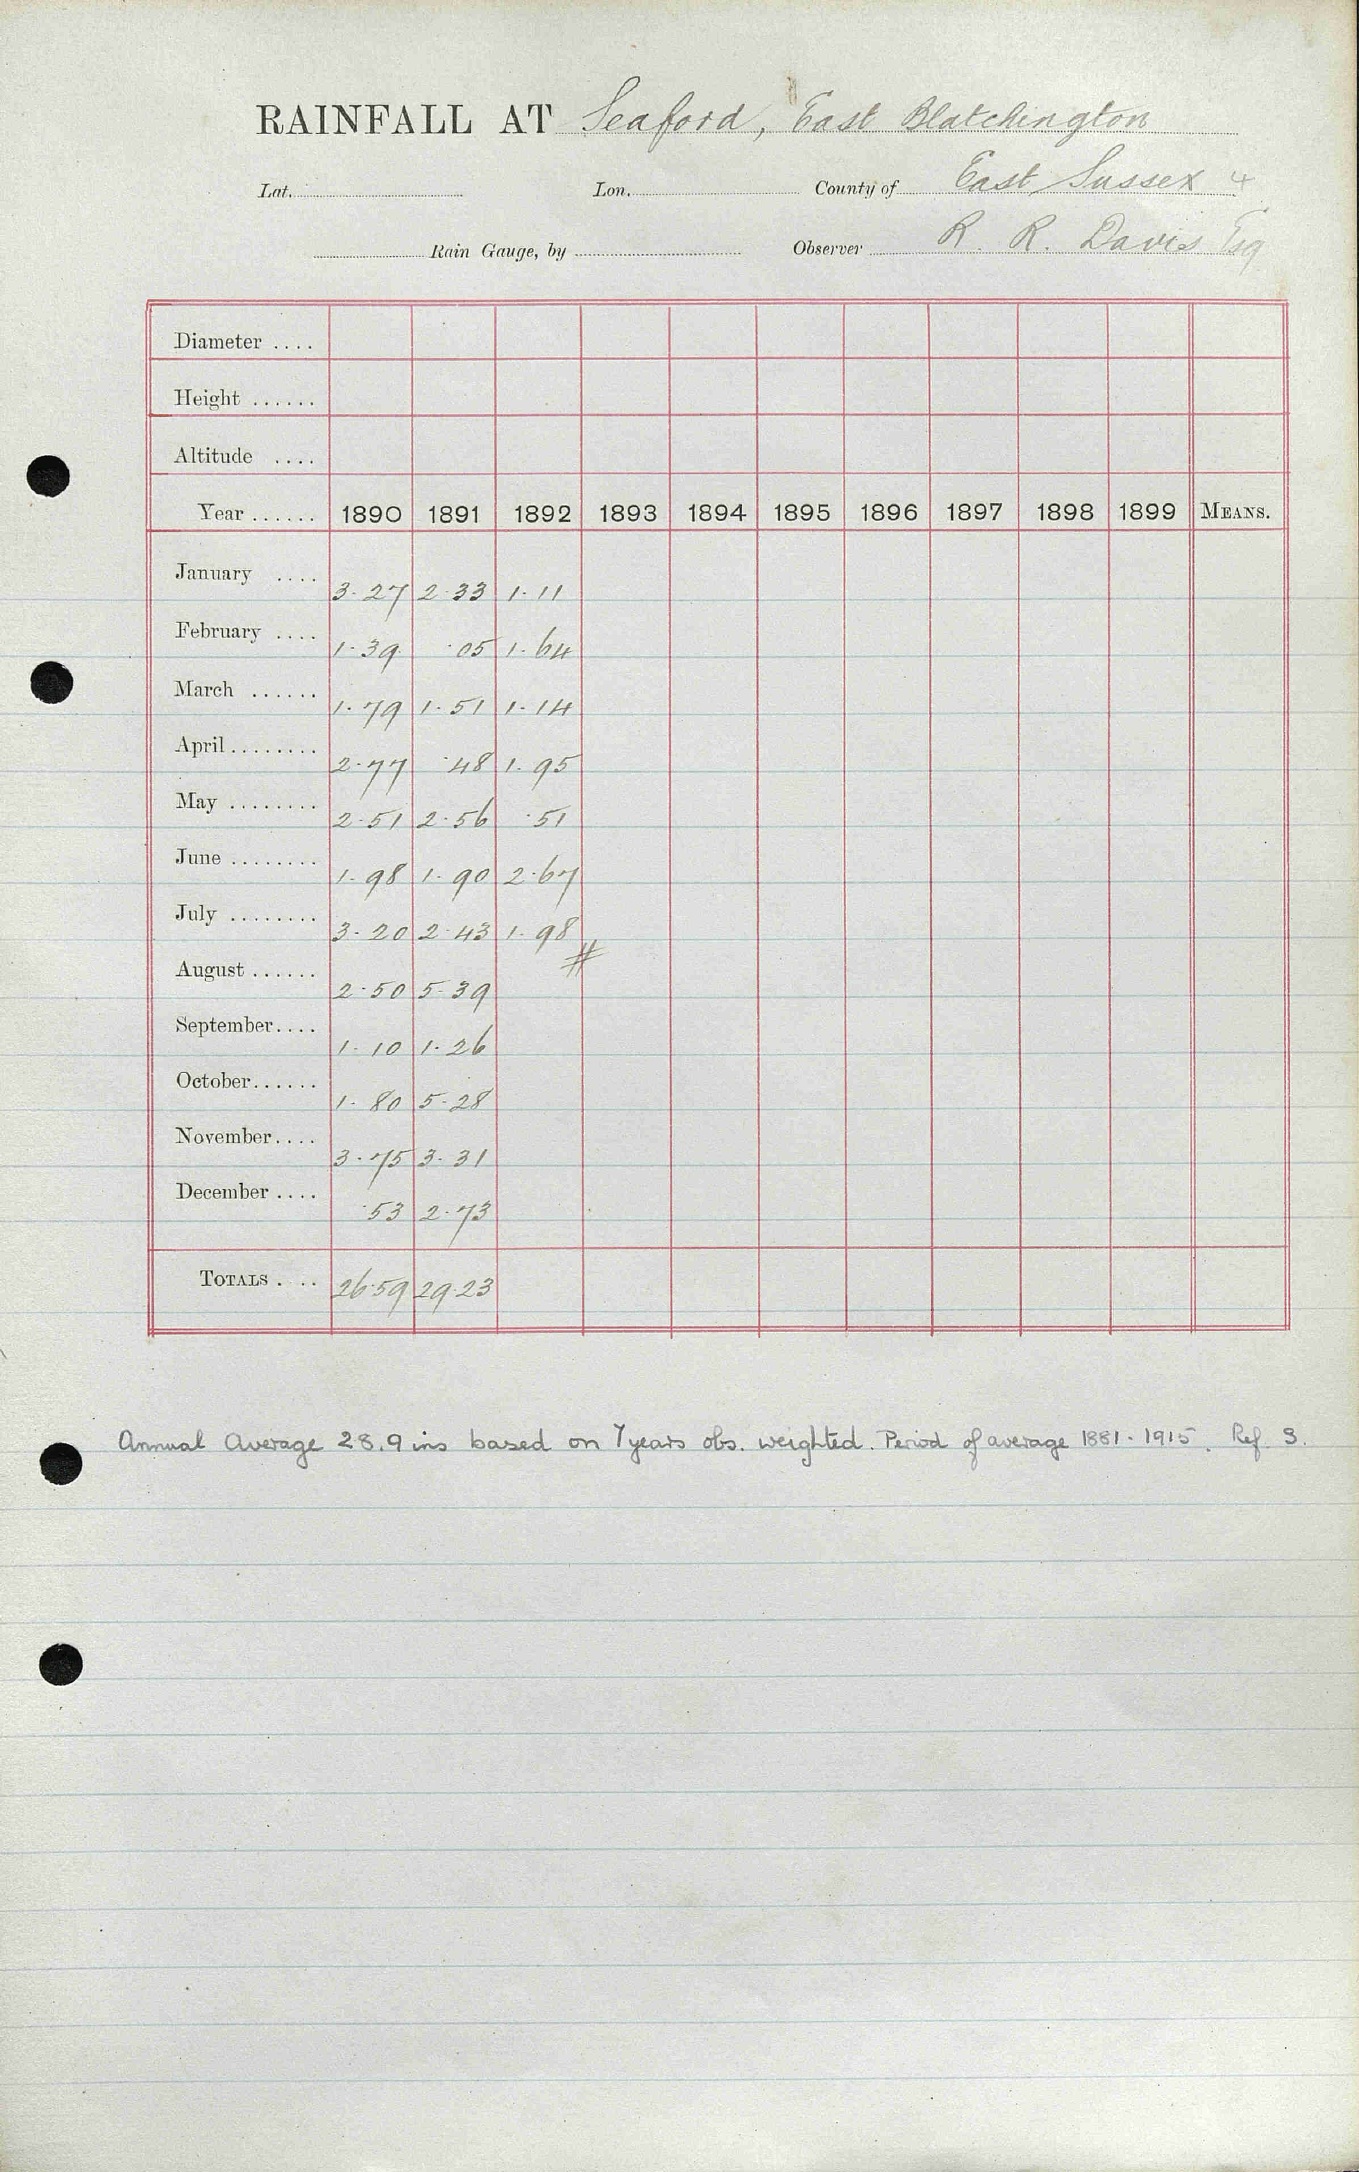 RAINFALL AT Seaford, East Blatchington
Lat. Lon. County of East Sussex 4
Rain Gauge, by Observer R. R. Davis Esq
Diameter ....
Height ......
Altitude ....
Year ...... 1890 1891 1892 1893 1894 1895 1896 1897 1898 1899 MEANS.
January .... 3.27 2.33 1.11
February .... 1.39 .05 1.64
March ...... 1.79 1.51 1.14
April ........ 2.77 .48 1.95
May ........ 2.51 2.56 .51
June ........ 1.98 1.90 2.67
July ........ 3.20 2.43 1.98
#
August ...... 2.50 5.39
September.... 1.10 1.26
October...... 1.80 5.28
November.... 3.75 3.31
December .... .53 2.73
TOTALS . .. 26.59 29.23
Annual Average 28.9 ins based on 7 years obs. weighted. Period of average 1881-1915. Ref 3.